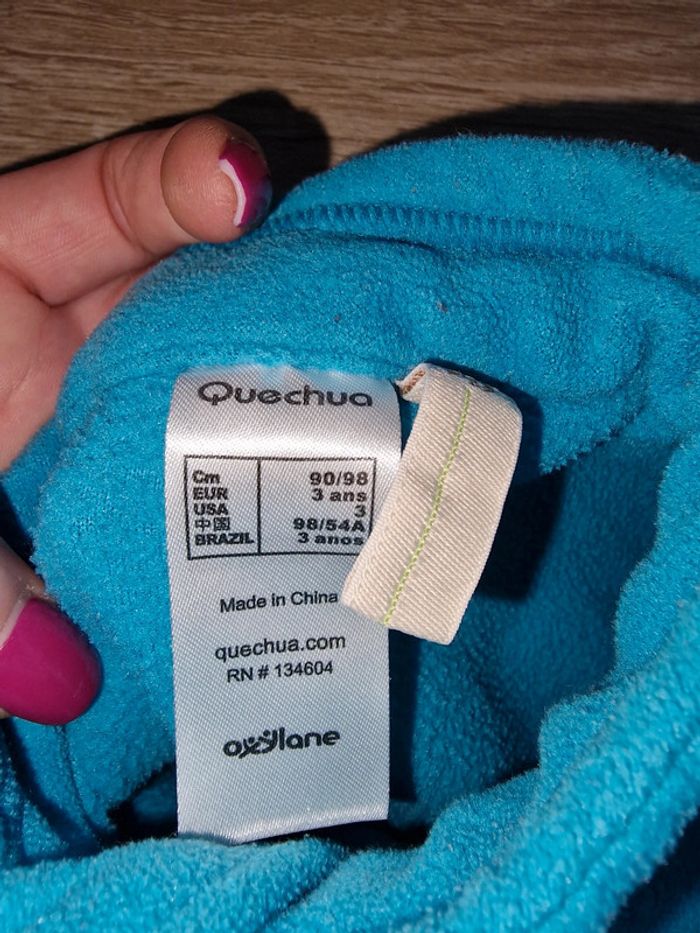 Quechua
Cm 90/98
EUR 3 ans
USA 3
中国 98/54A
BRAZIL 3 anos
Made in China
quechua.com
RN # 134604
oxylane